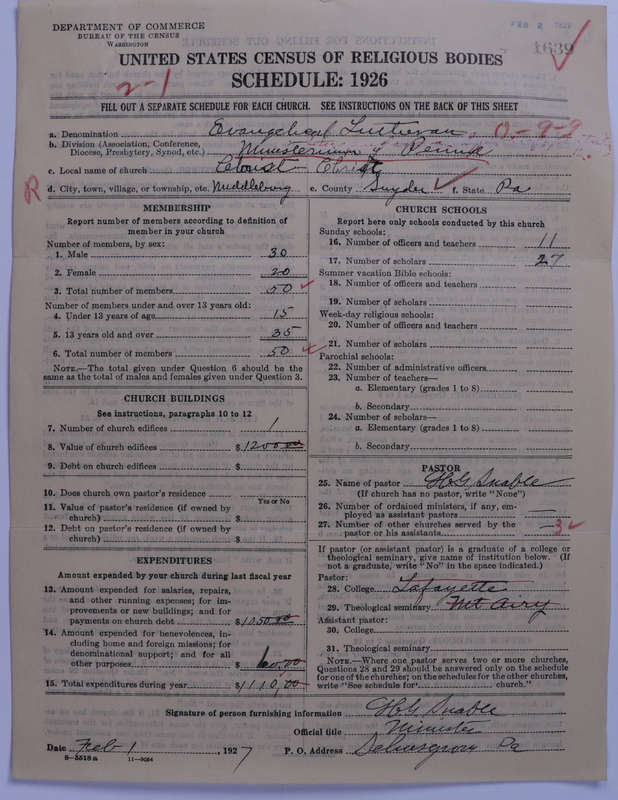 DEPARTMENT OF COMMERCE
BUREAU OF THE CENSUS
WASHINGTON
FEB 2
1639
UNITED STATES CENSUS OF RELIGIOUS BODIES
SCHEDULE: 1926
2-1
FILL OUT A SEPARATE SCHEDULE FOR EACH CHURCH. SEE INSTRUCTIONS ON THE BACK OF THIS SHEET
a. Denomination Evangelical Lutheran 0-9-9
b. Division (Association, Conference, Diocese, Presbytery, Synod, etc.) Ministerium of Penna
c. Local name of church Christ
d. City, town, village, or township, etc. Middleburg e. County Snyder f. State Pa
R
MEMBERSHIP
Report number of members according to definition of member in your church
Number of members, by sex:
1. Male 30
2. Female 20
3. Total number of members 50
Number of members under and over 13 years old:
4. Under 13 years of age 15
5. 13 years old and over 35
6. Total number of members 50
NOTE.—The total given under Question 6 should be the same as the total of males and females given under Question 3.
CHURCH BUILDINGS
See instructions, paragraphs 10 to 12
7. Number of church edifices 1
8. Value of church edifices $ 12000
9. Debt on church edifices $
10. Does church own pastor's residence
Yes or No
11. Value of pastor's residence (if owned by church) $
12. Debt on pastor's residence (if owned by church) $
EXPENDITURES
Amount expended by your church during last fiscal year
13. Amount expended for salaries, repairs, and other running expenses; for improvements or new buildings; and for payments on church debt $ 1050.00
14. Amount expended for benevolences, including home and foreign missions; for denominational support; and for all other purposes $ 60.00
15. Total expenditures during year $ 1110.00
CHURCH SCHOOLS
Report here only schools conducted by this church
Sunday schools:
16. Number of officers and teachers 11
17. Number of scholars 27
Summer vacation Bible schools:
18. Number of officers and teachers
19. Number of scholars
Week-day religious schools:
20. Number of officers and teachers
21. Number of scholars
Parochial schools:
22. Number of administrative officers
23. Number of teachers—
a. Elementary (grades 1 to 8)
b. Secondary
24. Number of scholars—
a. Elementary (grades 1 to 8)
b. Secondary
PASTOR
25. Name of pastor H.G. Snable
(If church has no pastor, write "None")
26. Number of ordained ministers, if any, employed as assistant pastors —
27. Number of other churches served by the pastor or his assistants 3
If pastor (or assistant pastor) is a graduate of a college or theological seminary, give name of institution below. (If not a graduate, write "No" in the space indicated.)
Pastor:
28. College Lafayette
29. Theological seminary Mt Airy
Assistant pastor:
30. College
31. Theological seminary
NOTE.—Where one pastor serves two or more churches, Questions 28 and 29 should be answered only on the schedule for one of the churches; on the schedules for the other churches, write "See schedule for church."
Signature of person furnishing information H.G. Snable
Official title Minister
Date Feb 1, 1927 P. O. Address Selinsgrove Pa
8-5518a 11-9034